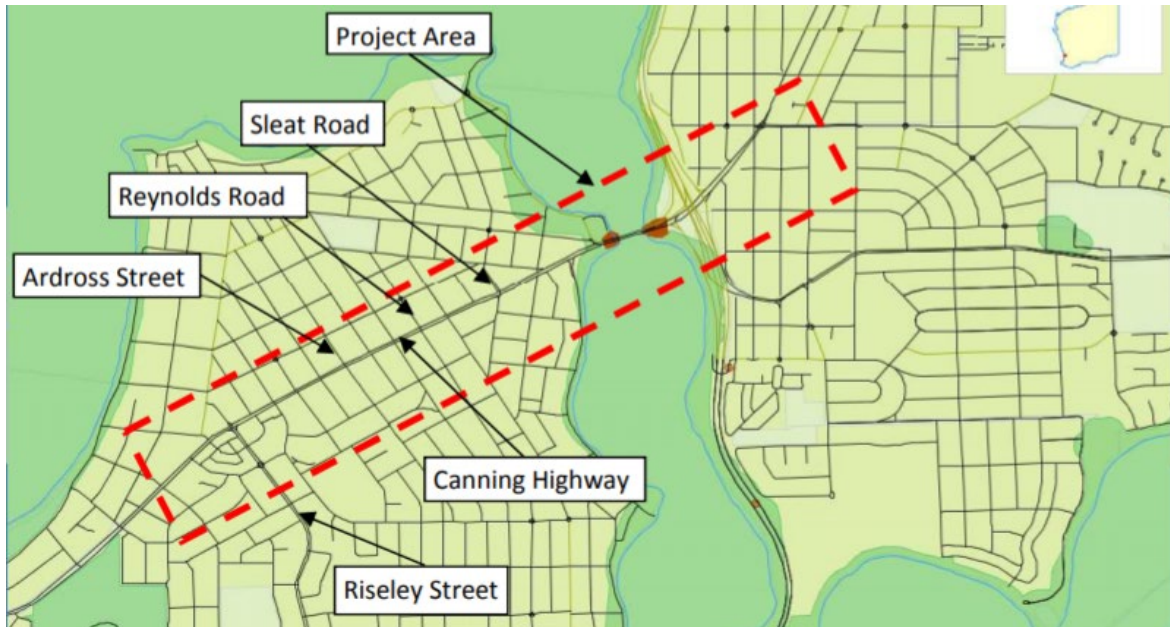 Project Area
Sleat Road
Reynolds Road
Ardross Street
Canning Highway
Riseley Street